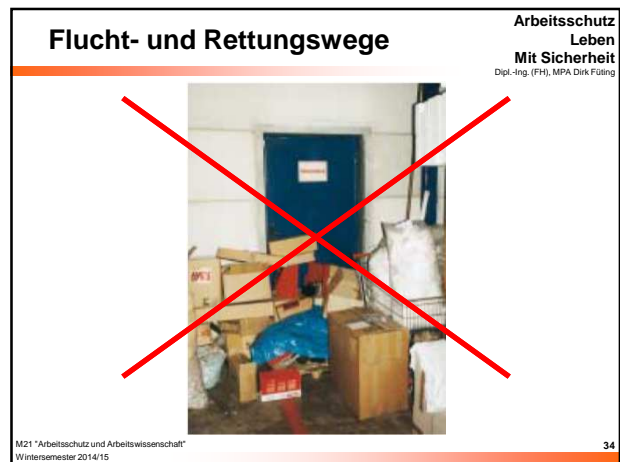 Flucht- und Rettungswege
Arbeitsschutz
Leben
Mit Sicherheit
Dipl.-Ing. (FH), MPA Dirk Füting
M21 "Arbeitsschutz und Arbeitswissenschaft"
Wintersemester 2014/15
34